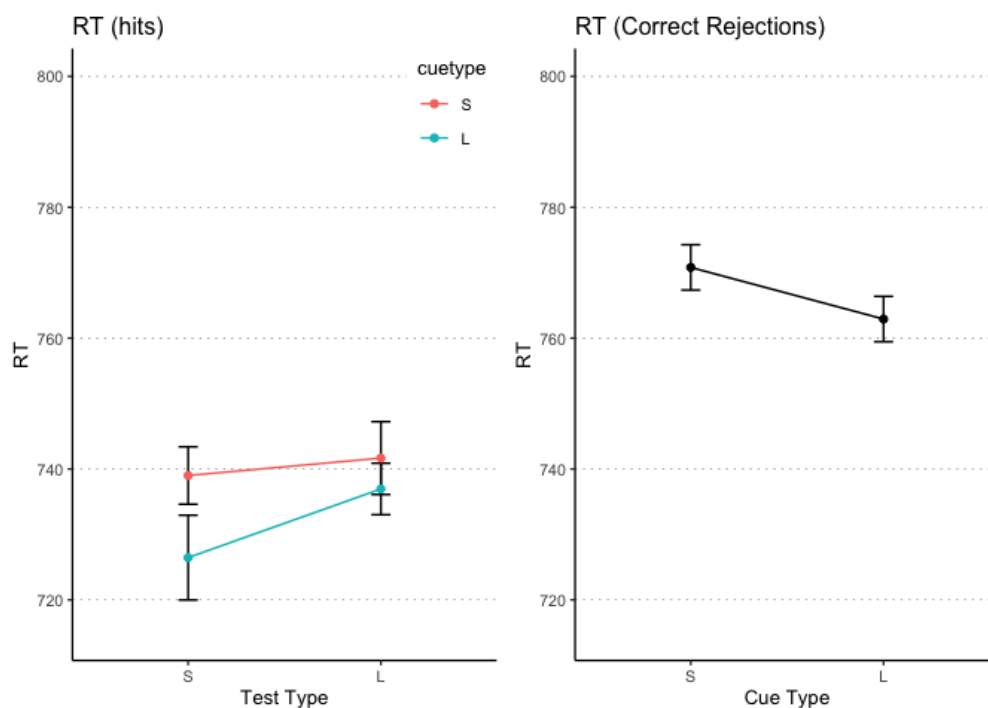 RT (hits)
cuetype
S
L
800
780
760
740
720
RT
S
L
Test Type
RT (Correct Rejections)
800
780
760
740
720
RT
S
L
Cue Type